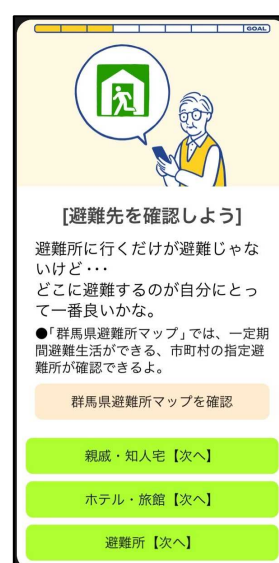 GOAL
[避難先を確認しよう]
避難所に行くだけが避難じゃな
いけど・・・
どこに避難するのが自分にとっ
て一番良いかな。
●「群馬県避難所マップ」では、一定期
間避難生活ができる、市町村の指定避
難所が確認できるよ。
群馬県避難所マップを確認
親戚・知人宅【次へ】
ホテル・旅館【次へ】
避難所【次へ】